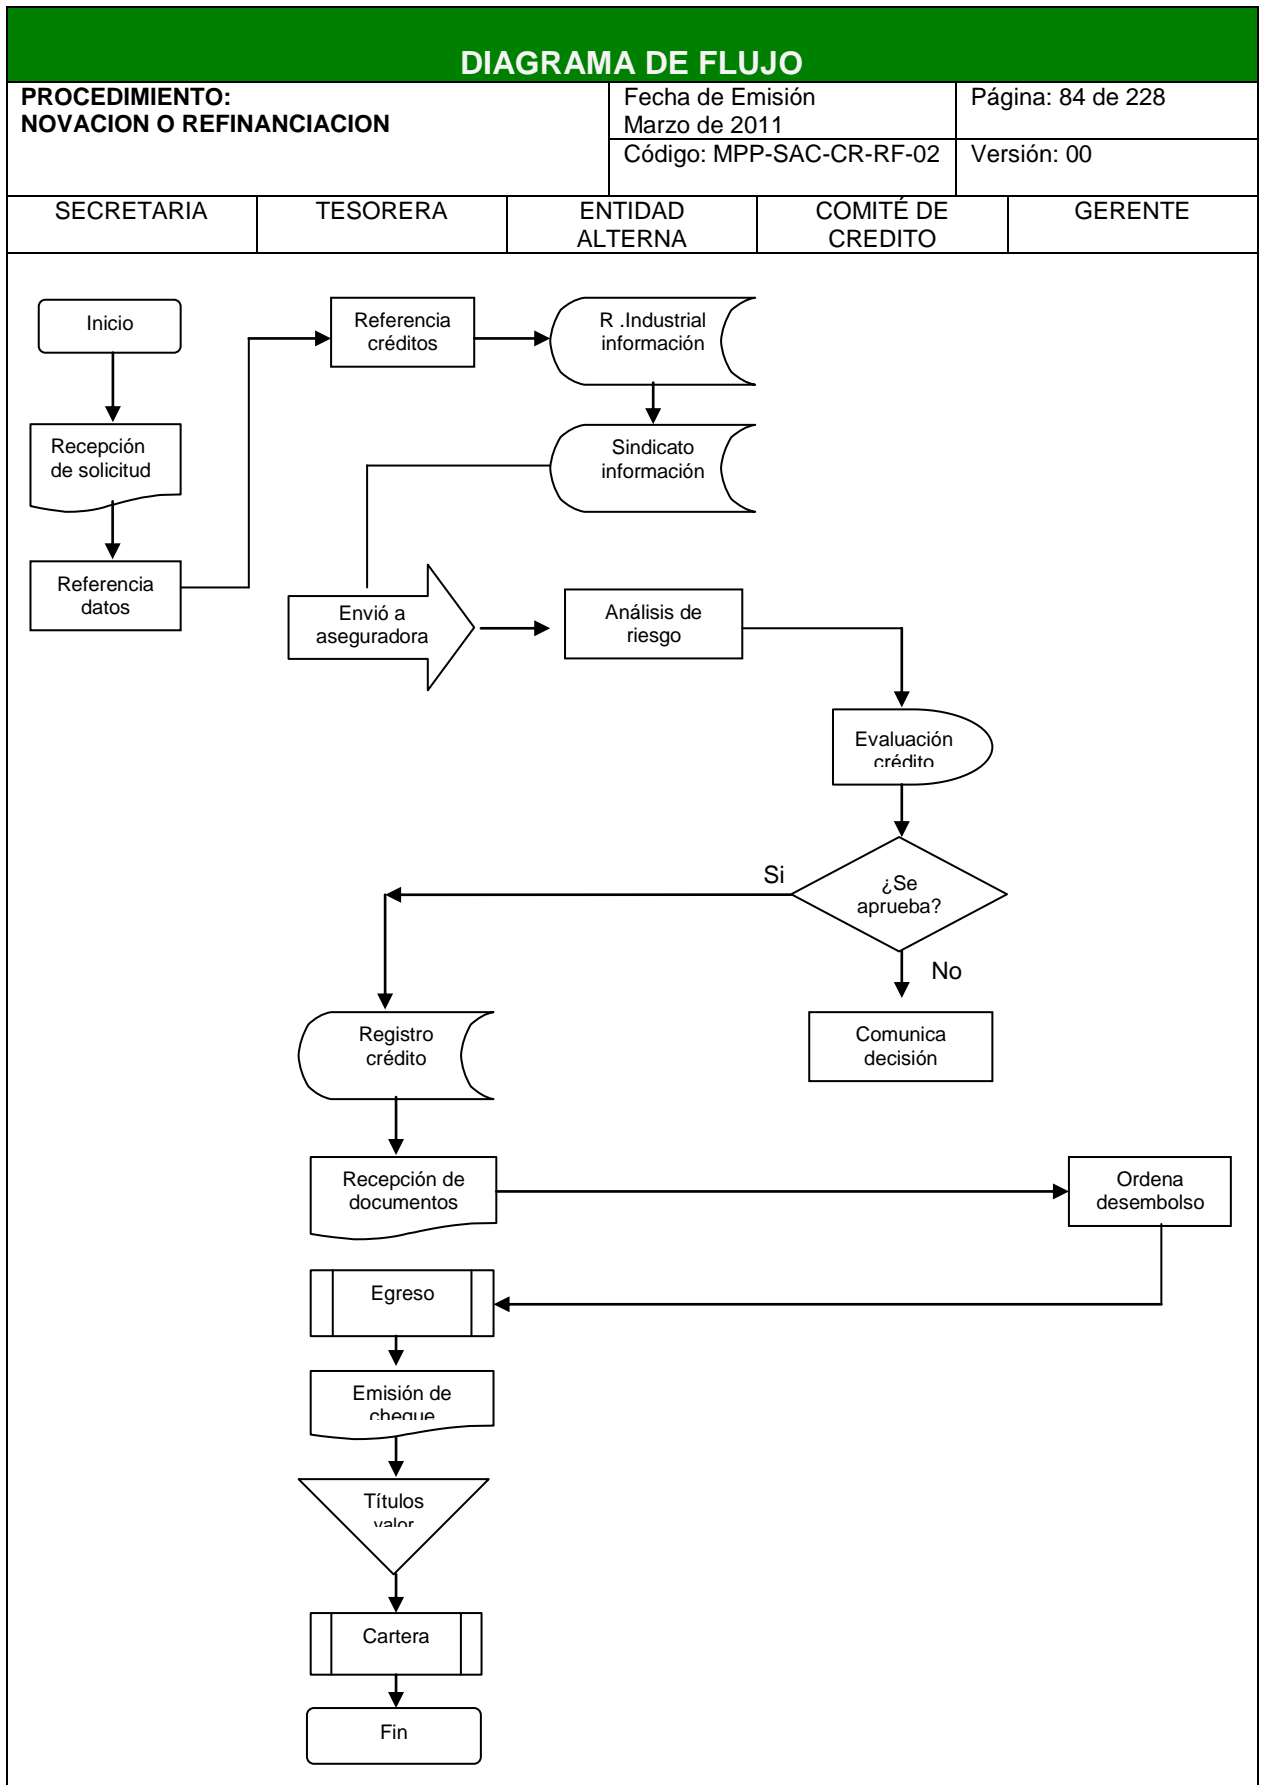 DIAGRAMA DE FLUJO
PROCEDIMIENTO:
NOVACION O REFINANCIACION
Fecha de Emisión
Marzo de 2011
Página: 84 de 228
Código: MPP-SAC-CR-RF-02
Versión: 00
SECRETARIA
TESORERA
ENTIDAD
ALTERNA
COMITÉ DE
CREDITO
GERENTE
Inicio
Referencia
créditos
R .Industrial
información
Recepción
de solicitud
Sindicato
información
Referencia
datos
Envió a
aseguradora
Análisis de
riesgo
Evaluación
crédito
¿Se
aprueba?
Si
No
Registro
crédito
Comunica
decisión
Recepción de
documentos
Ordena
desembolso
Egreso
Emisión de
cheque
Títulos
valor
Cartera
Fin